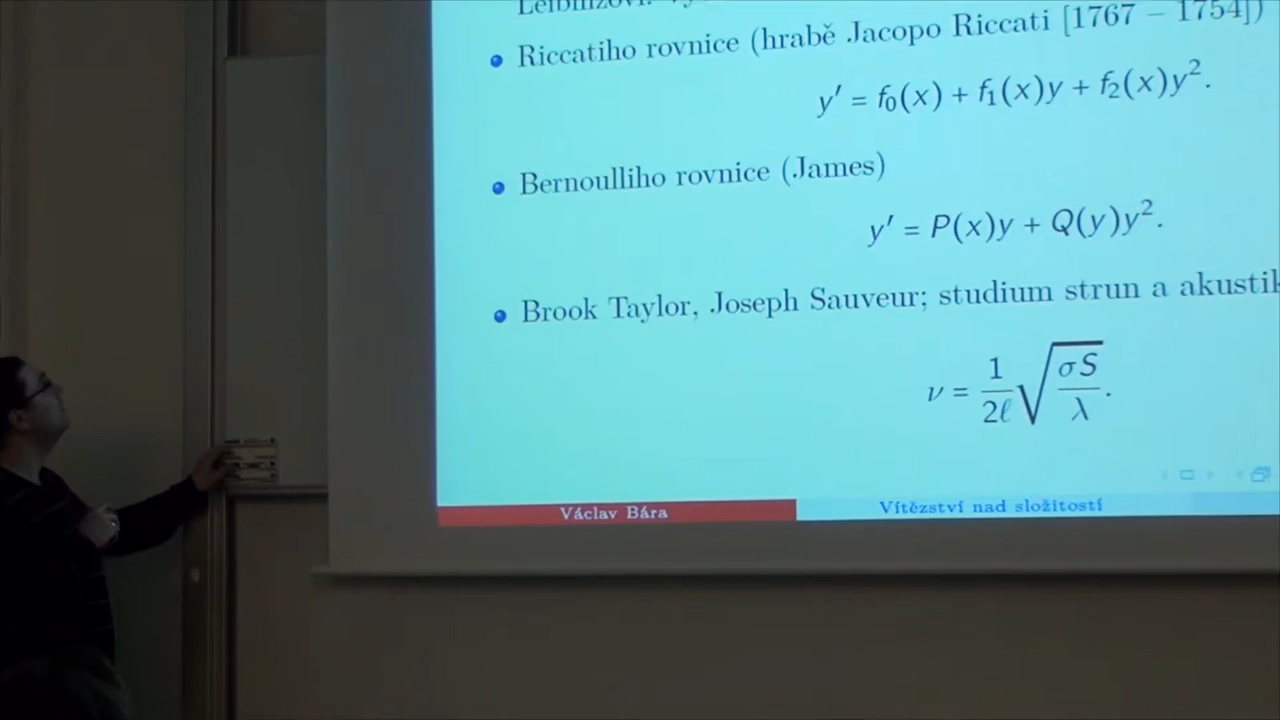 • Riccatiho rovnice (hrabě Jacopo Riccati [1767 – 1754])
y′ = f₀(x) + f₁(x)y + f₂(x)y².
• Bernoulliho rovnice (James)
y′ = P(x)y + Q(y)y².
• Brook Taylor, Joseph Sauveur; studium strun a akustik
ν = 1/2ℓ √σS/λ.
Václav Bára
Vítězství nad složitostí